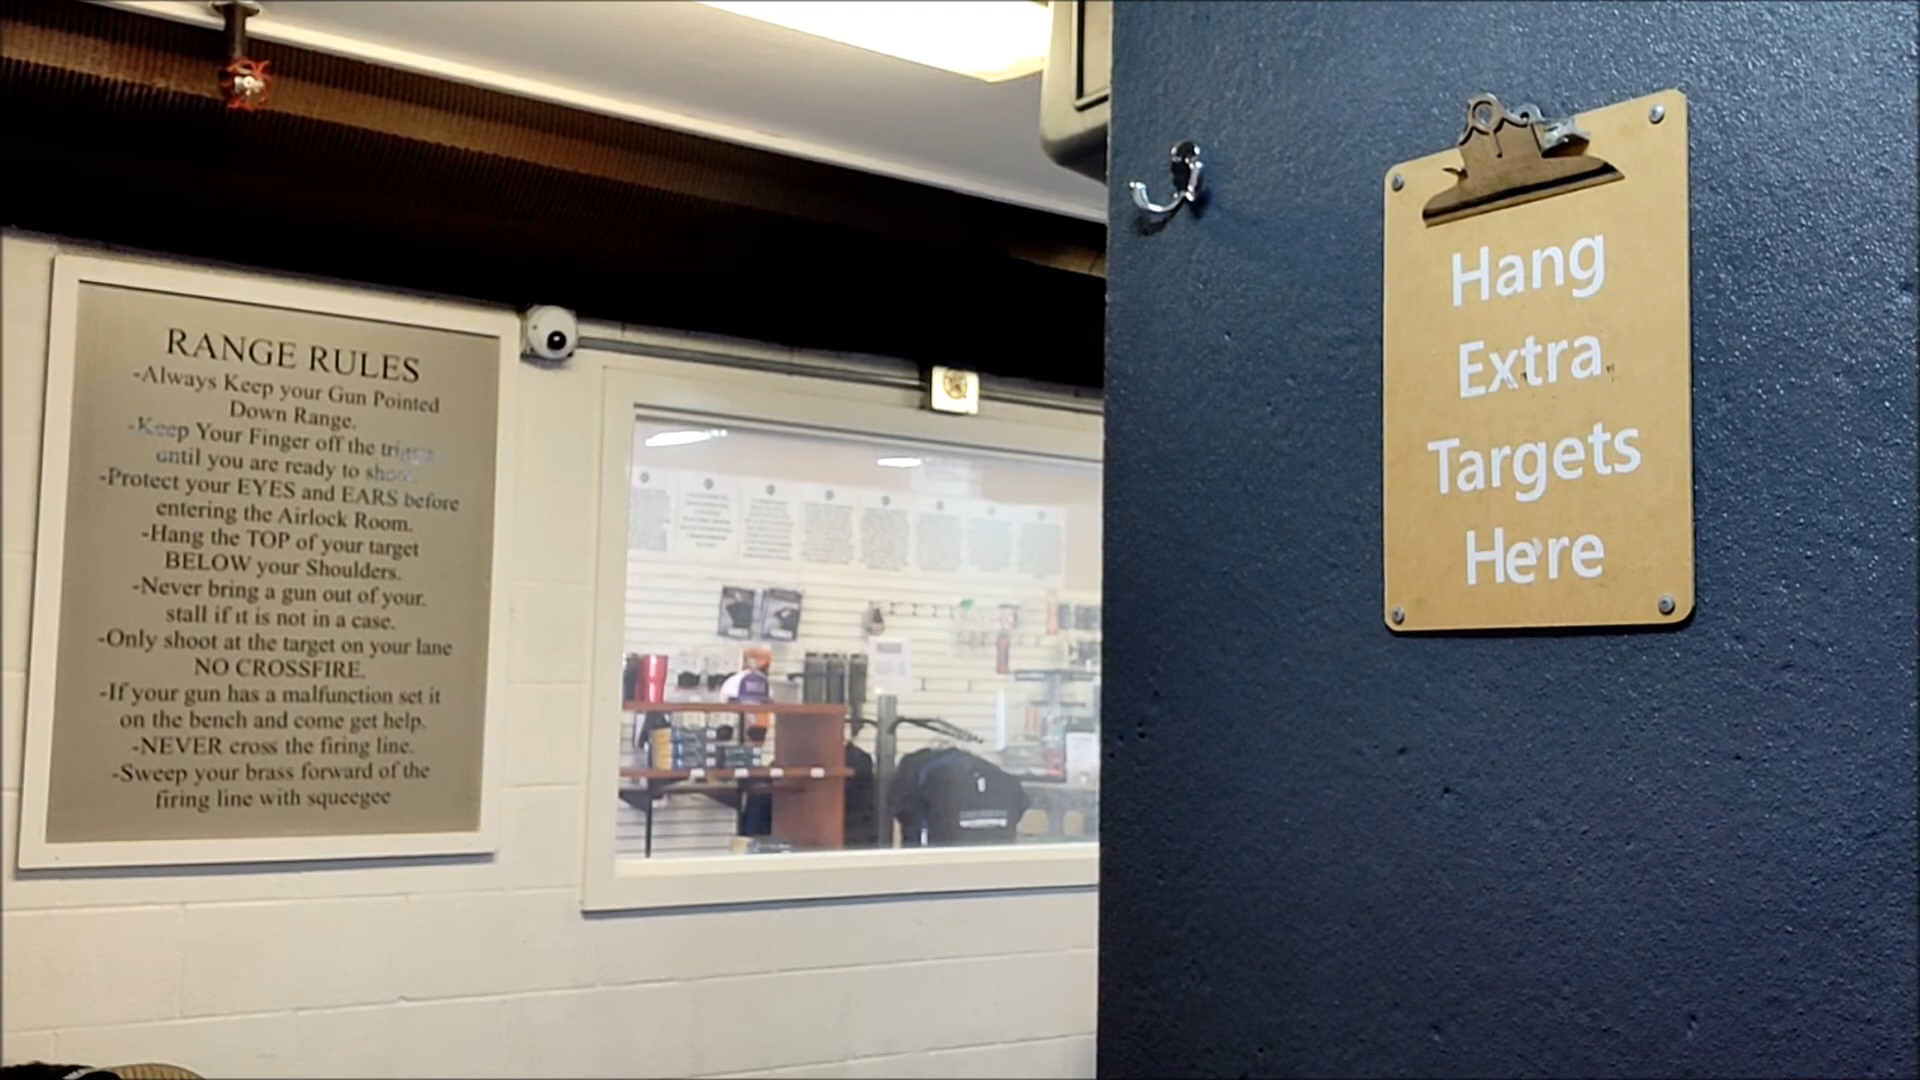 RANGE RULES
-Always Keep your Gun Pointed
Down Range.
-Keep Your Finger off the trigger
until you are ready to shoot.
-Protect your EYES and EARS before
entering the Airlock Room.
-Hang the TOP of your target
BELOW your Shoulders.
-Never bring a gun out of your.
stall if it is not in a case.
-Only shoot at the target on your lane
NO CROSSFIRE.
-If your gun has a malfunction set it
on the bench and come get help.
-NEVER cross the firing line.
-Sweep your brass forward of the
firing line with squeegee
Hang
Extra
Targets
Here